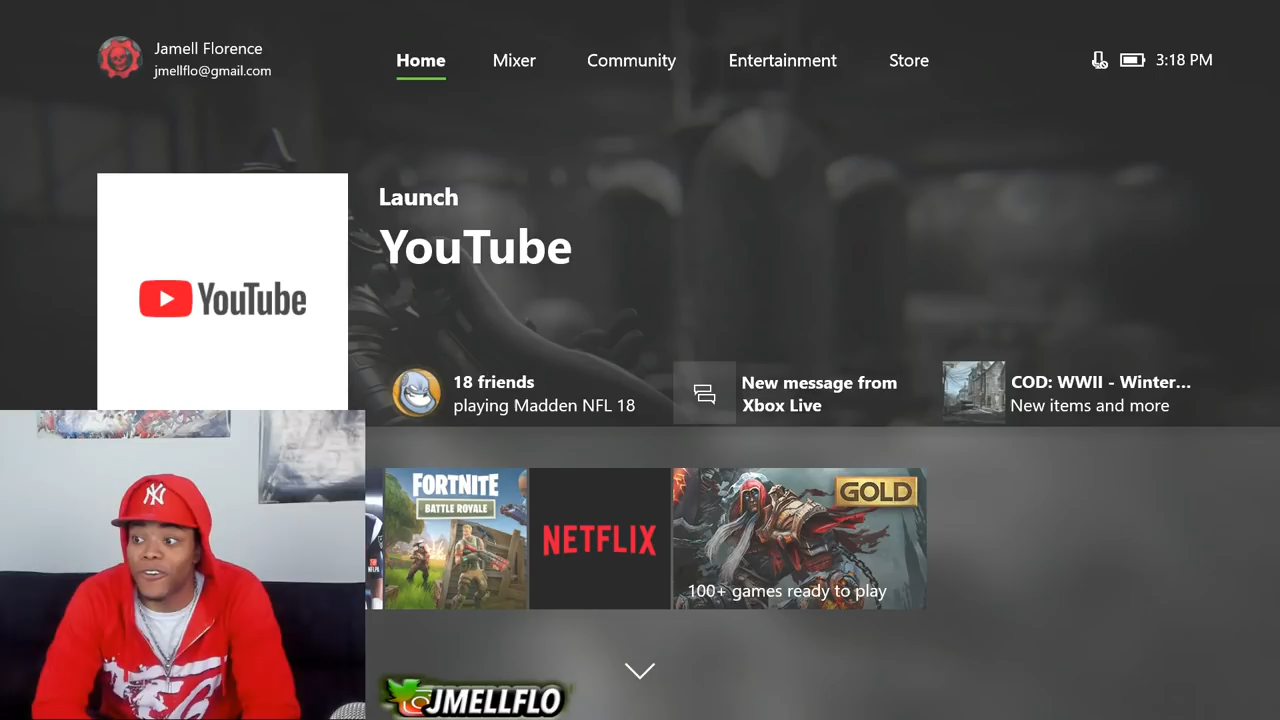 Jamell Florence
jmellflo@gmail.com
Home
Mixer
Community
Entertainment
Store
3:18 PM
Launch
YouTube
YouTube
18 friends
playing Madden NFL 18
New message from
Xbox Live
COD: WWII - Winter...
New items and more
FORTNITE
BATTLE ROYALE
NETFLIX
GOLD
100+ games ready to play
NFLPA
NY
JMELLFLO